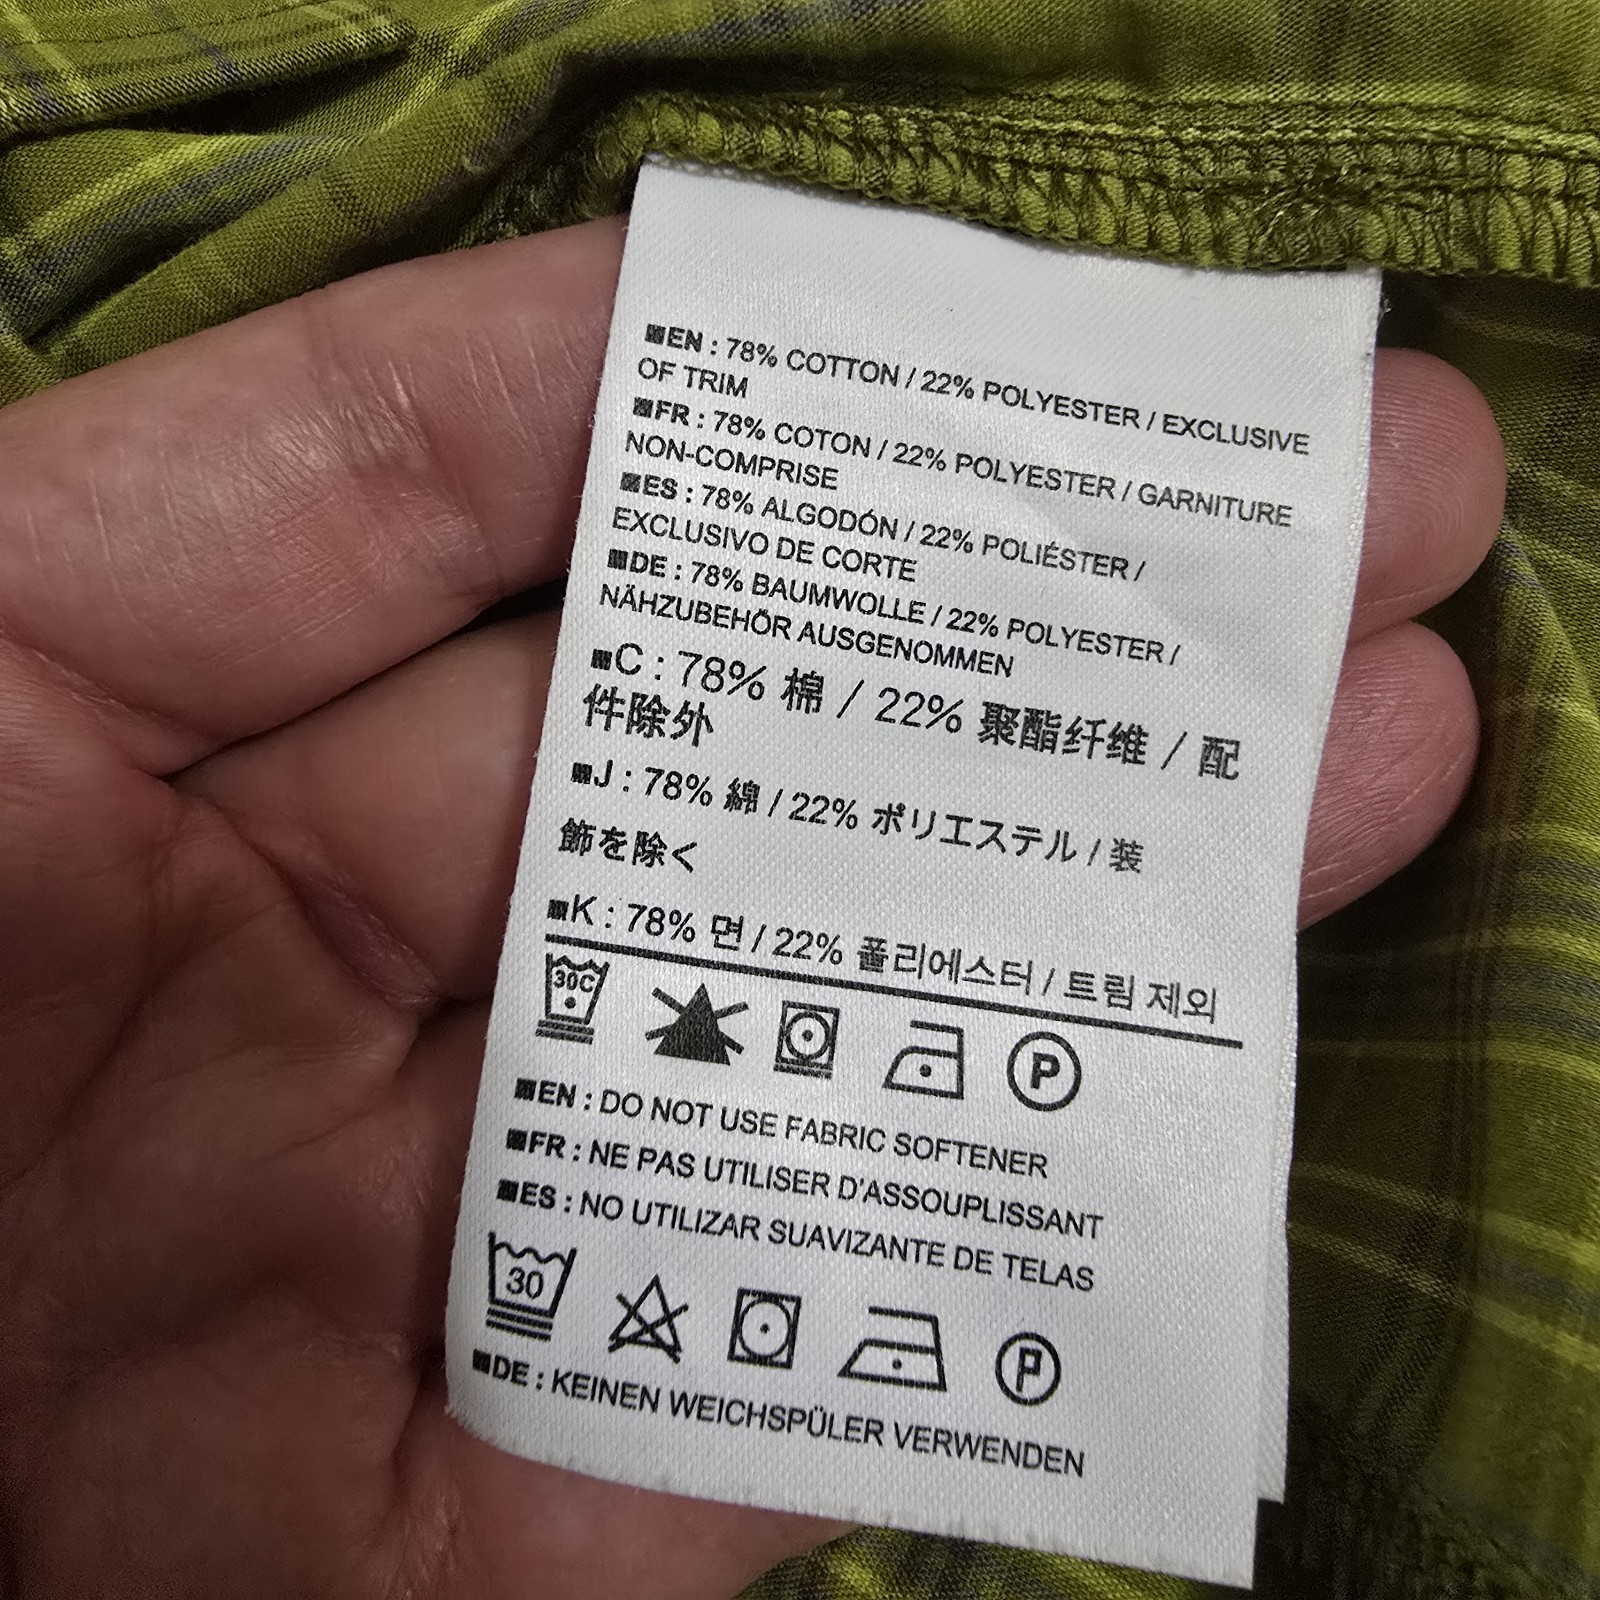 EN : 78% COTTON / 22% POLYESTER / EXCLUSIVE
OF TRIM
FR : 78% COTON / 22% POLYESTER / GARNITURE
NON-COMPRISE
ES : 78% ALGODÓN / 22% POLIÉSTER /
EXCLUSIVO DE CORTE
DE : 78% BAUMWOLLE / 22% POLYESTER /
NÄHZUBEHÖR AUSGENOMMEN
C : 78% 棉 / 22% 聚酯纤维 / 配
件除外
J : 78% 綿 / 22% ポリエステル / 装
飾を除く
K : 78% 면 / 22% 폴리에스터 / 트림 제외
30C P
EN : DO NOT USE FABRIC SOFTENER
FR : NE PAS UTILISER D'ASSOUPLISSANT
ES : NO UTILIZAR SUAVIZANTE DE TELAS
30 P
DE : KEINEN WEICHSPÜLER VERWENDEN